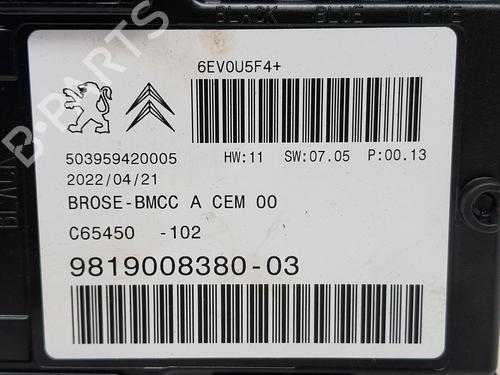 BLACK BLUE WHITE
6EV0U5F4+
503959420005 HW:11 SW:07.05 P:00.13
2022/04/21
BROSE-BMCC A CEM 00
C65450 -102
9819008380-03
BLACK
B-PARTS